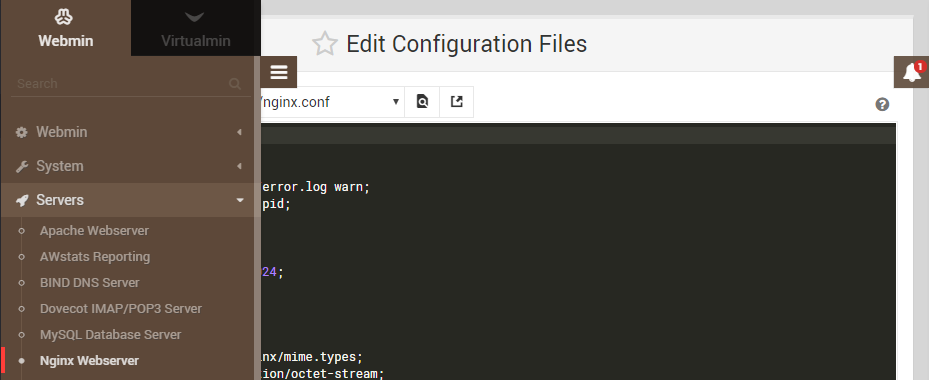 Webmin
Virtualmin
Edit Configuration Files
1
Search
/nginx.conf
Webmin
System
Servers
Apache Webserver
AWstats Reporting
BIND DNS Server
Dovecot IMAP/POP3 Server
MySQL Database Server
Nginx Webserver
error.log warn;
pid;
24;
nx/mime.types;
ion/octet-stream;